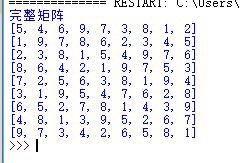 ============== RESTART: C:\Users\
完整矩阵
[5, 4, 6, 9, 7, 3, 8, 1, 2]
[1, 9, 7, 8, 6, 2, 3, 4, 5]
[2, 3, 8, 1, 5, 4, 9, 7, 6]
[8, 6, 4, 2, 1, 9, 7, 5, 3]
[7, 2, 5, 6, 3, 8, 1, 9, 4]
[3, 1, 9, 5, 4, 7, 6, 2, 8]
[6, 5, 2, 7, 8, 1, 4, 3, 9]
[4, 8, 1, 3, 9, 5, 2, 6, 7]
[9, 7, 3, 4, 2, 6, 5, 8, 1]
>>>